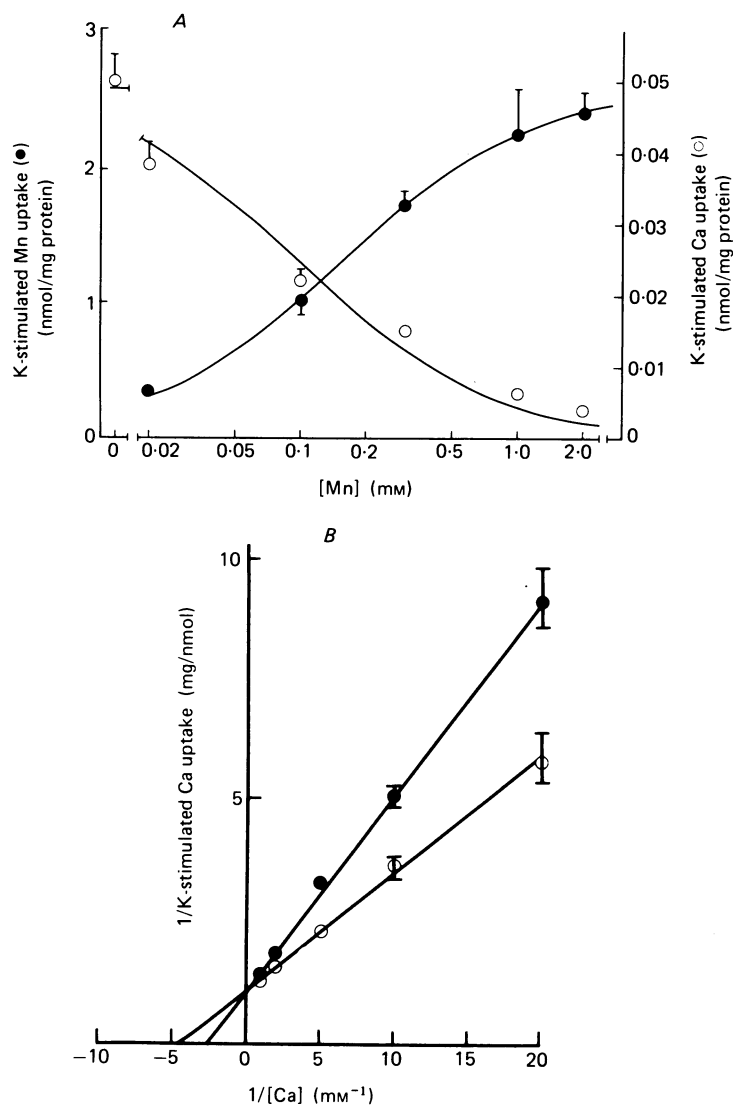 A
K-stimulated Mn uptake (●)
(nmol/mg protein)
3
2
1
0
0·05
0·04
0·03
0·02
0·01
0
K-stimulated Ca uptake (○)
(nmol/mg protein)
0 0·02 0·05 0·1 0·2 0·5 1·0 2·0
[Mn] (mM)
B
1/K-stimulated Ca uptake (mg/nmol)
10
5
−10 −5 0 5 10 15 20
1/[Ca] (mM⁻¹)